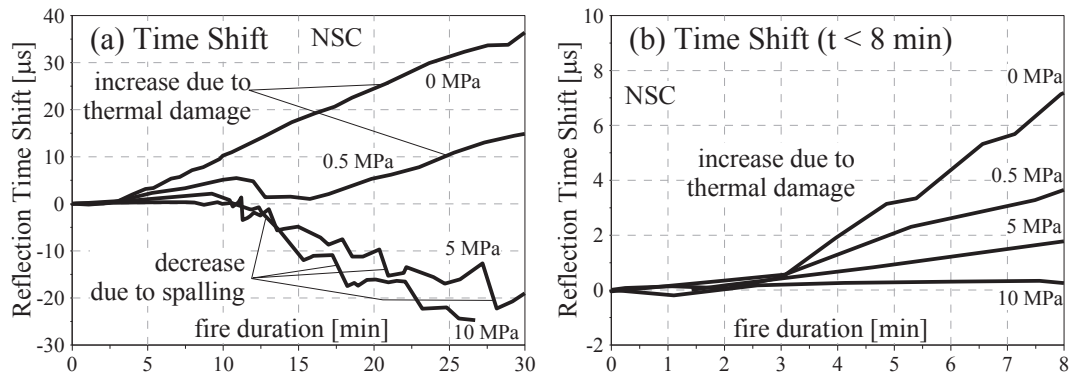 (a) Time Shift NSC
increase due to
thermal damage
0 MPa
0.5 MPa
5 MPa
10 MPa
decrease
due to spalling
Reflection Time Shift [μs]
40
30
20
10
0
-10
-20
-30
0 5 10 15 20 25 30
fire duration [min]
(b) Time Shift (t < 8 min)
NSC
increase due to
thermal damage
0 MPa
0.5 MPa
5 MPa
10 MPa
Reflection Time Shift [μs]
10
8
6
4
2
0
-2
0 1 2 3 4 5 6 7 8
fire duration [min]